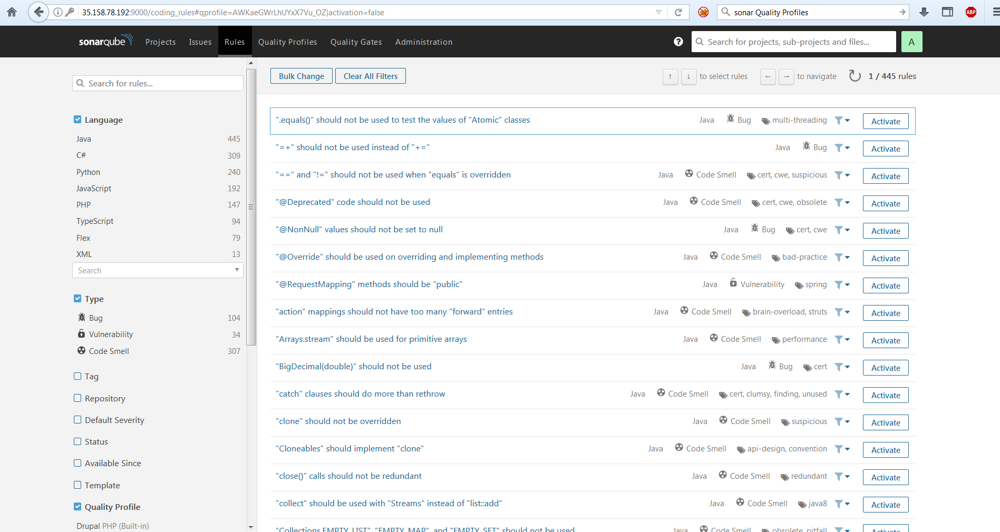 35.158.78.192:9000/coding_rules#qprofile=AWKaeGWrLhUYxX7Vu_OZ|activation=false
sonar Quality Profiles
ABP
sonarqube Projects Issues Rules Quality Profiles Quality Gates Administration
? Search for projects, sub-projects and files... A
Search for rules...
Language
Java 445
C# 309
Python 240
JavaScript 192
PHP 147
TypeScript 94
Flex 79
XML 13
Search
Type
Bug 104
Vulnerability 34
Code Smell 307
Tag
Repository
Default Severity
Status
Available Since
Template
Quality Profile
Drupal PHP (Built-in)
Bulk Change Clear All Filters ↑ ↓ to select rules ← → to navigate 1 / 445 rules
".equals()" should not be used to test the values of "Atomic" classes Java Bug multi-threading Activate
"=+" should not be used instead of "+=" Java Bug Activate
"==" and "!=" should not be used when "equals" is overridden Java Code Smell cert, cwe, suspicious Activate
"@Deprecated" code should not be used Java Code Smell cert, cwe, obsolete Activate
"@NonNull" values should not be set to null Java Bug cert, cwe Activate
"@Override" should be used on overriding and implementing methods Java Code Smell bad-practice Activate
"@RequestMapping" methods should be "public" Java Vulnerability spring Activate
"action" mappings should not have too many "forward" entries Java Code Smell brain-overload, struts Activate
"Arrays.stream" should be used for primitive arrays Java Code Smell performance Activate
"BigDecimal(double)" should not be used Java Bug cert Activate
"catch" clauses should do more than rethrow Java Code Smell cert, clumsy, finding, unused Activate
"clone" should not be overridden Java Code Smell suspicious Activate
"Cloneables" should implement "clone" Java Code Smell api-design, convention Activate
"close()" calls should not be redundant Java Code Smell redundant Activate
"collect" should be used with "Streams" instead of "list::add" Java Code Smell java8 Activate
"Collections.EMPTY_LIST", "EMPTY_MAP", and "EMPTY_SET" should not be used Java Code Smell obsolete, pitfall Activate